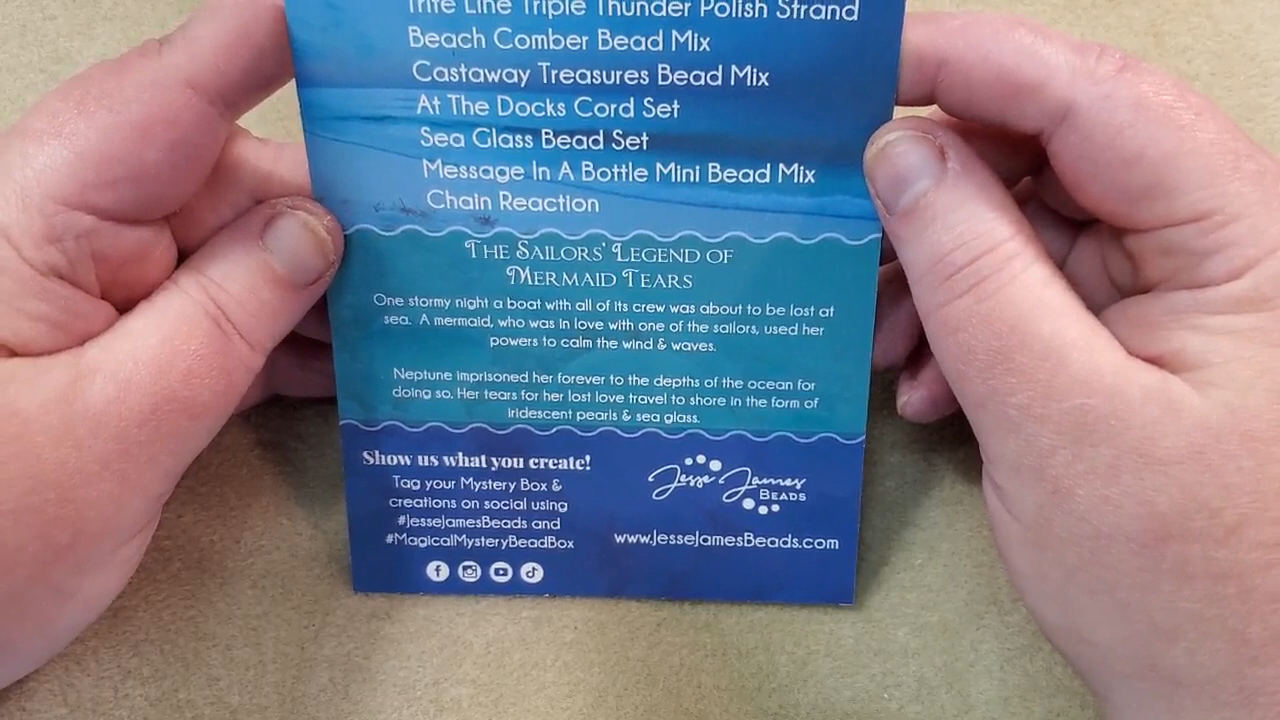 Line Triple Thunder Polish Strand
Beach Comber Bead Mix
Castaway Treasures Bead Mix
At The Docks Cord Set
Sea Glass Bead Set
Message In A Bottle Mini Bead Mix
Chain Reaction
The Sailors' Legend of
Mermaid Tears
One stormy night a boat with all of its crew was about to be lost at
sea. A mermaid, who was in love with one of the sailors, used her
powers to calm the wind & waves.
Neptune imprisoned her forever to the depths of the ocean for
doing so. Her tears for her lost love travel to shore in the form of
iridescent pearls & sea glass.
Show us what you create!
Tag your Mystery Box &
creations on social using
#JesseJamesBeads and
#MagicalMysteryBeadBox
Jesse James
Beads
www.JesseJamesBeads.com